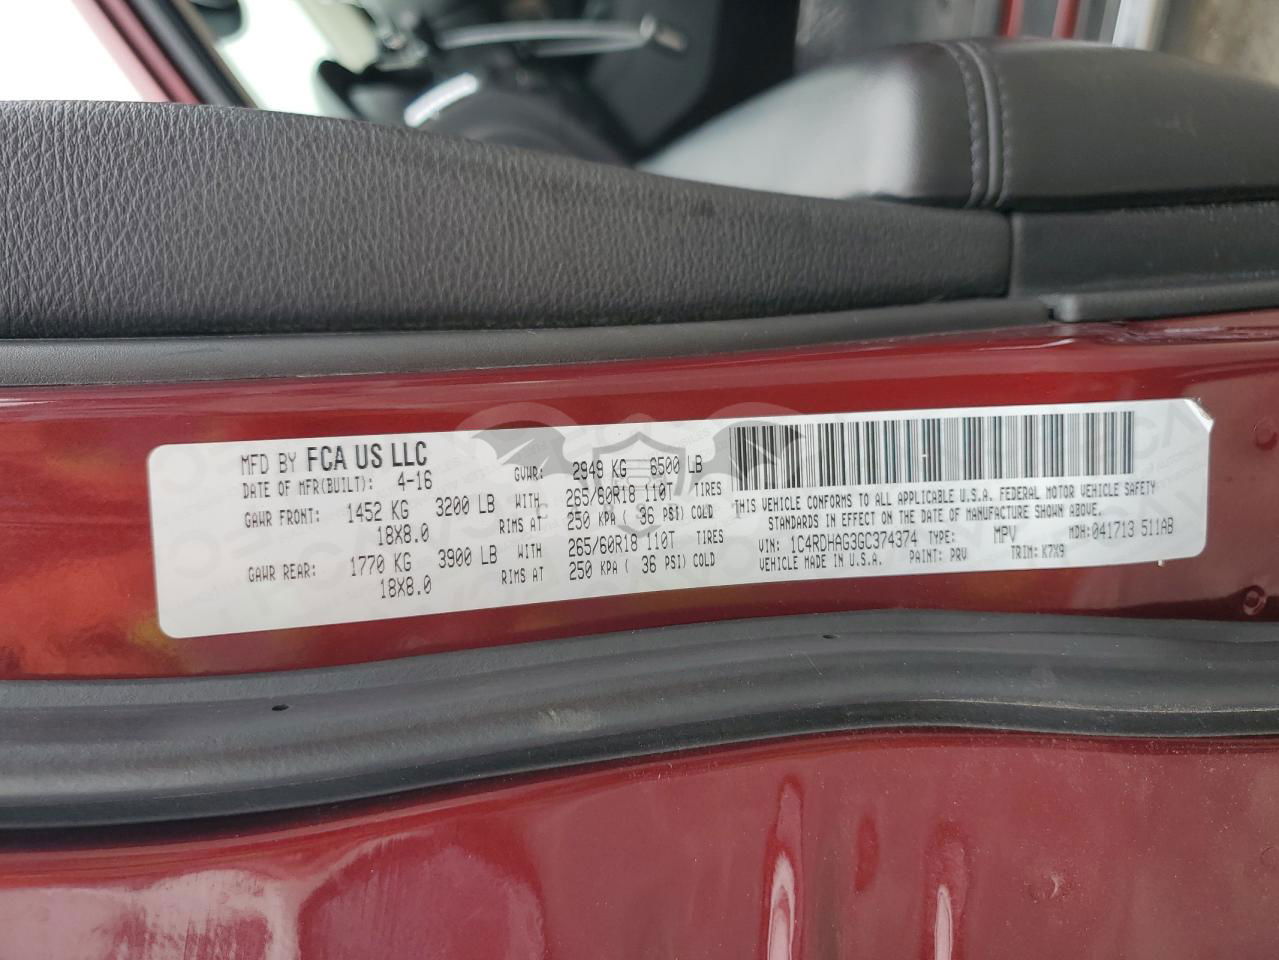 MFD BY FCA US LLC
DATE OF MFR(BUILT): 4-16 GVWR: 2949 KG 6500 LB
GAWR FRONT: 1452 KG 3200 LB WITH 265/60R18 110T TIRES
18X8.0 RIMS AT 250 KPA ( 36 PSI) COLD
GAWR REAR: 1770 KG 3900 LB WITH 265/60R18 110T TIRES
18X8.0 RIMS AT 250 KPA ( 36 PSI) COLD
THIS VEHICLE CONFORMS TO ALL APPLICABLE U.S.A. FEDERAL MOTOR VEHICLE SAFETY
STANDARDS IN EFFECT ON THE DATE OF MANUFACTURE SHOWN ABOVE.
VIN: 1C4RDHAG3GC374374 TYPE: MPV MDH: 041713 511AB
VEHICLE MADE IN U.S.A. PAINT: PRV TRIM: K7X9